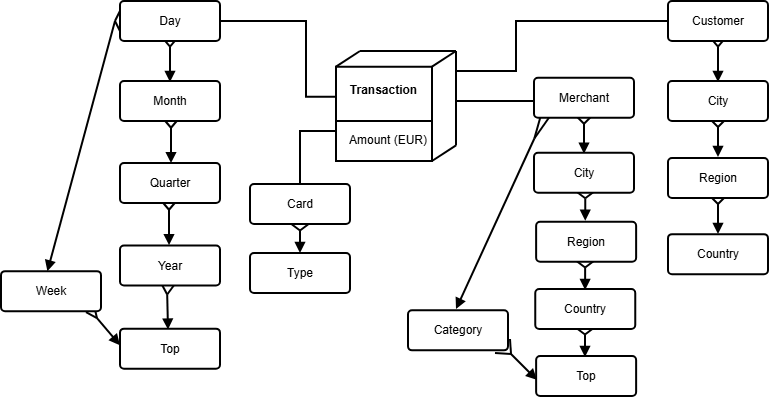 Day
Customer
Transaction
Amount (EUR)
Month
Merchant
City
Quarter
City
Region
Card
Region
Year
Country
Type
Week
Country
Category
Top
Top